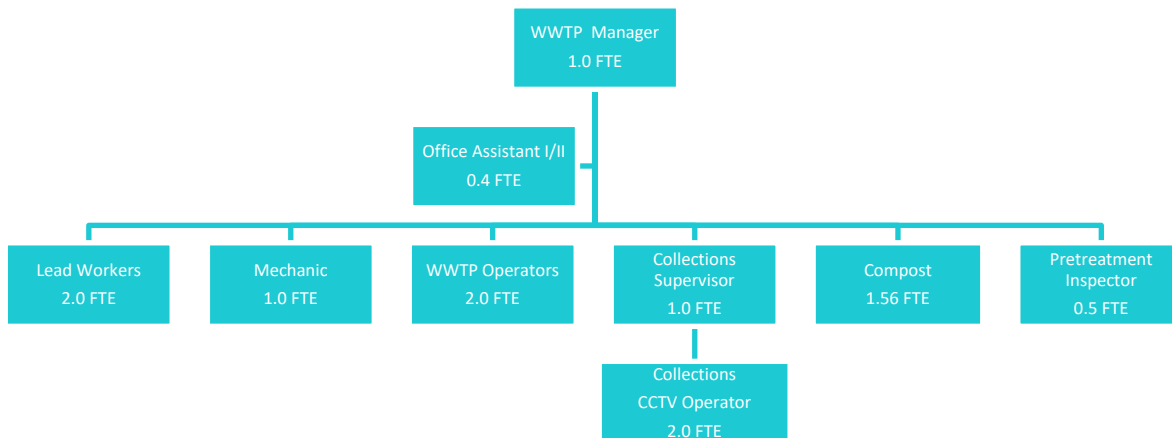 WWTP Manager
1.0 FTE
Office Assistant I/II
0.4 FTE
Lead Workers
2.0 FTE
Mechanic
1.0 FTE
WWTP Operators
2.0 FTE
Collections
Supervisor
1.0 FTE
Compost
1.56 FTE
Pretreatment
Inspector
0.5 FTE
Collections
CCTV Operator
2.0 FTE